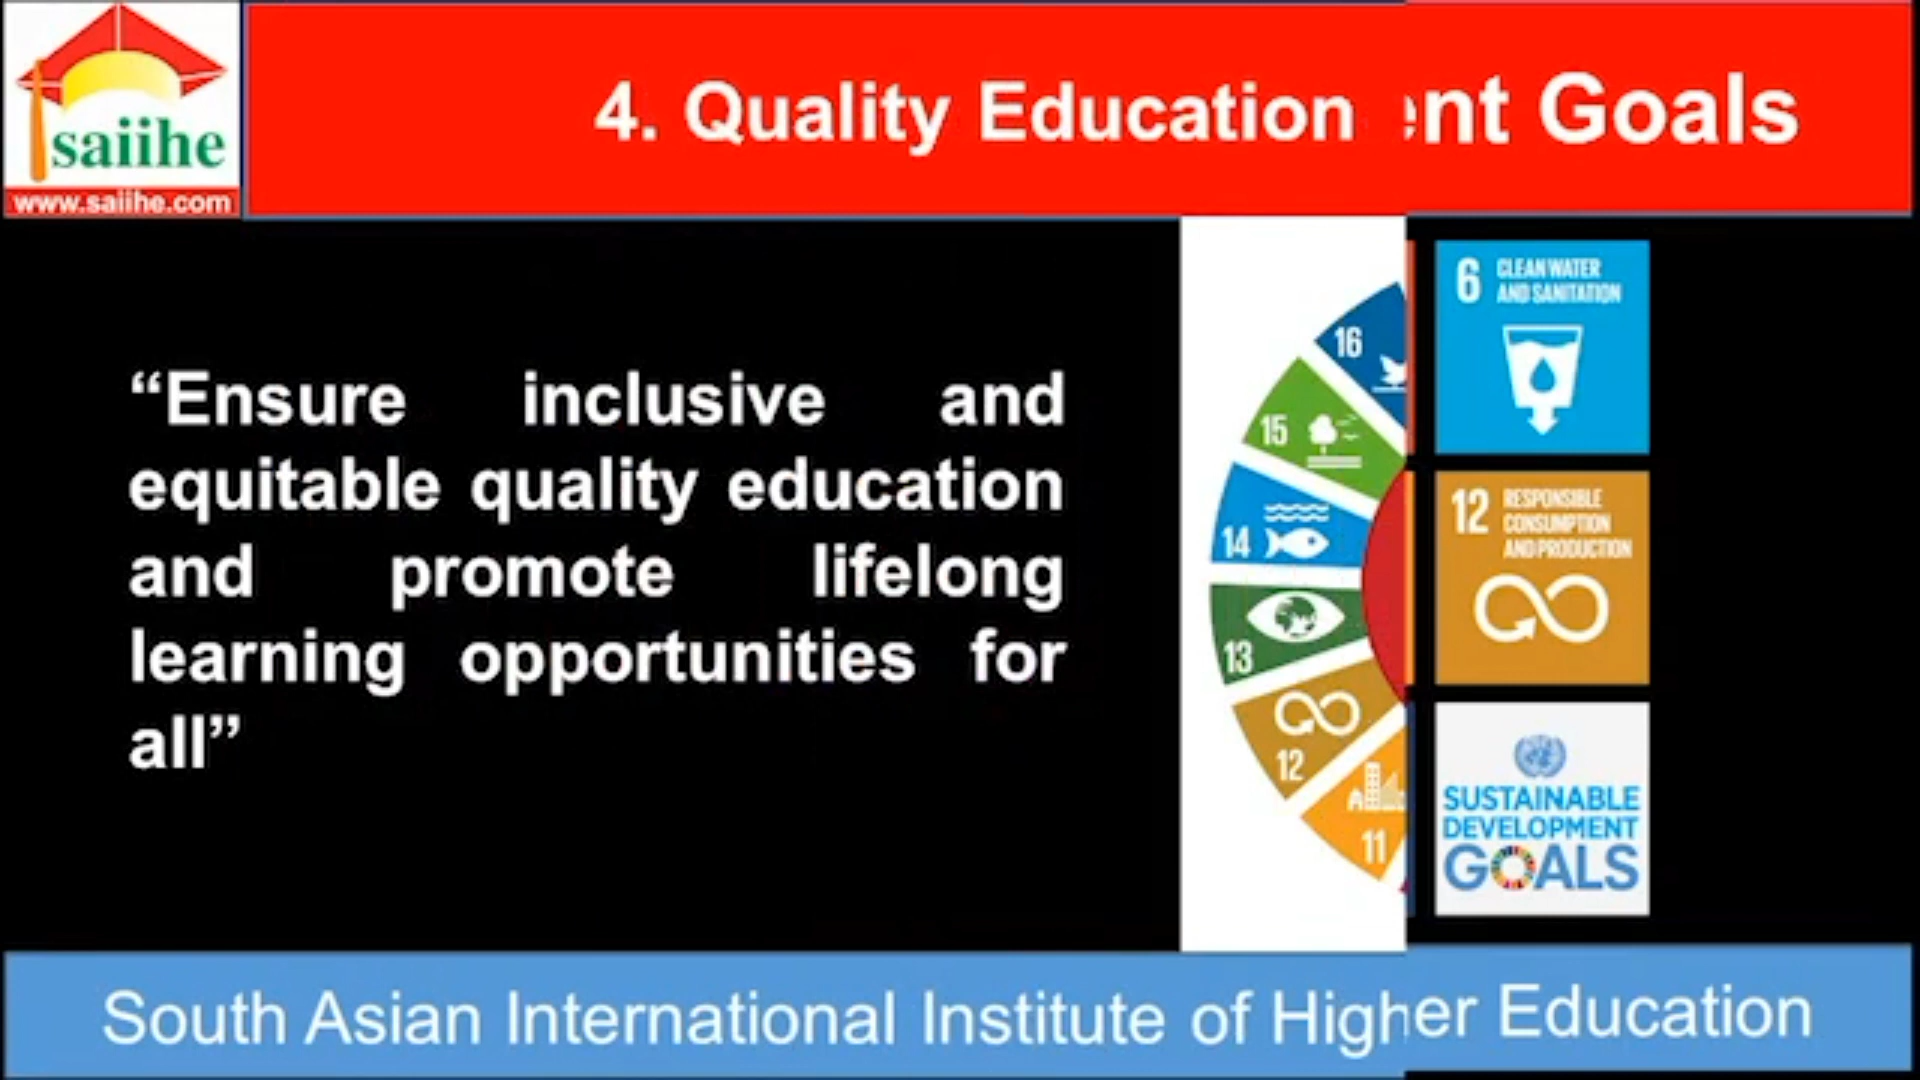 saiihe
www.saiihe.com
4. Quality Education
nt Goals
“Ensure inclusive and
equitable quality education
and promote lifelong
learning opportunities for
all”
16
15
14
13
12
11
6 CLEAN WATER
AND SANITATION
12 RESPONSIBLE
CONSUMPTION
AND PRODUCTION
SUSTAINABLE
DEVELOPMENT
GOALS
South Asian International Institute of Higher Education